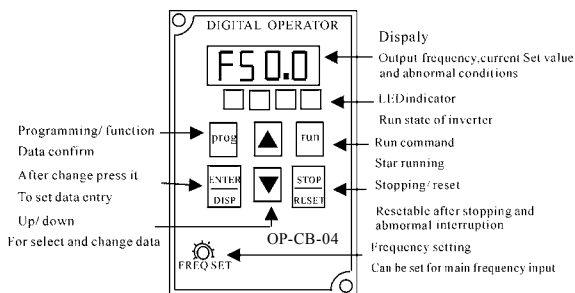 DIGITAL OPERATOR
F50.0
Dispaly
Output frequency,current Set value
and abnormal conditions
LEDindicator
Run state of inverter
Programming/ function
Data confirm
prog
run
Run command
Star running
After change press it
To set data entry
ENTER
DISP
STOP
RESET
Stopping/ reset
Resetable after stopping and
abnormal interruption
Up/ down
For select and change data
OP-CB-04
FREQ SET
Frequency setting
Can be set for main frequency input